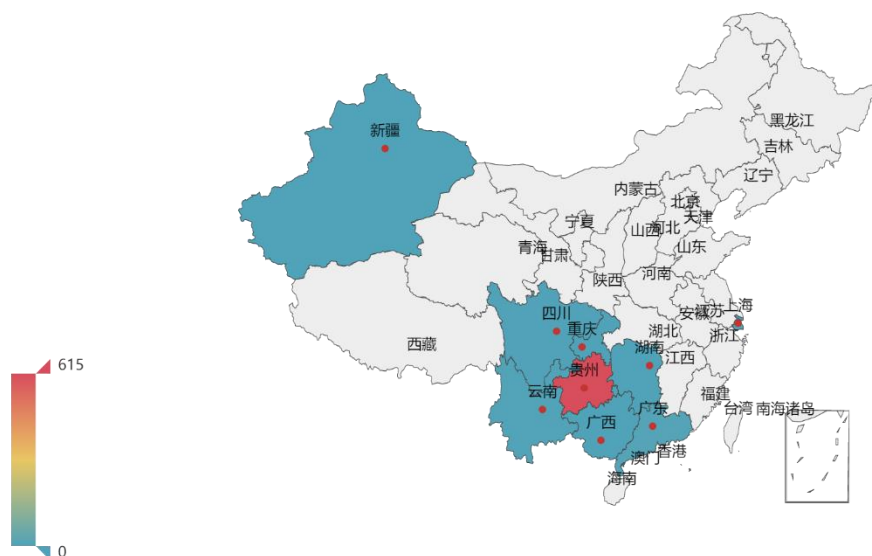 黑龙江
新疆
吉林
辽宁
内蒙古
北京
天津
宁夏
山西
河北
山东
青海
甘肃
河南
陕西
四川
安徽
江苏
上海
重庆
湖北
浙江
西藏
湖南
江西
615
贵州
云南
福建
广东
台湾
南海诸岛
广西
香港
澳门
海南
0